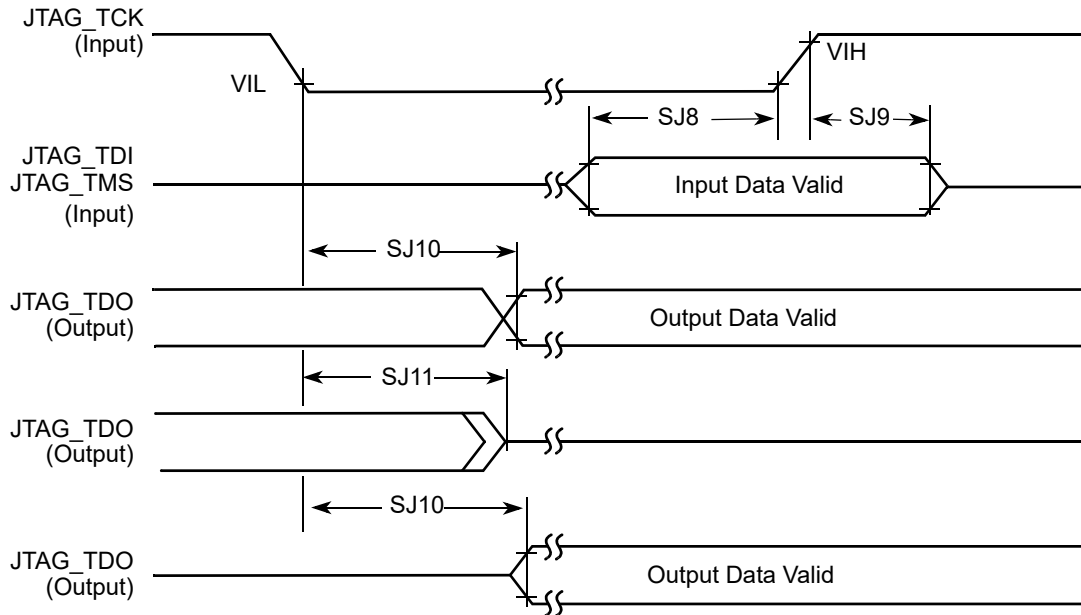 JTAG_TCK
(Input)
VIL
VIH
SJ8
SJ9
JTAG_TDI
JTAG_TMS
(Input)
Input Data Valid
SJ10
JTAG_TDO
(Output)
Output Data Valid
SJ11
JTAG_TDO
(Output)
SJ10
JTAG_TDO
(Output)
Output Data Valid